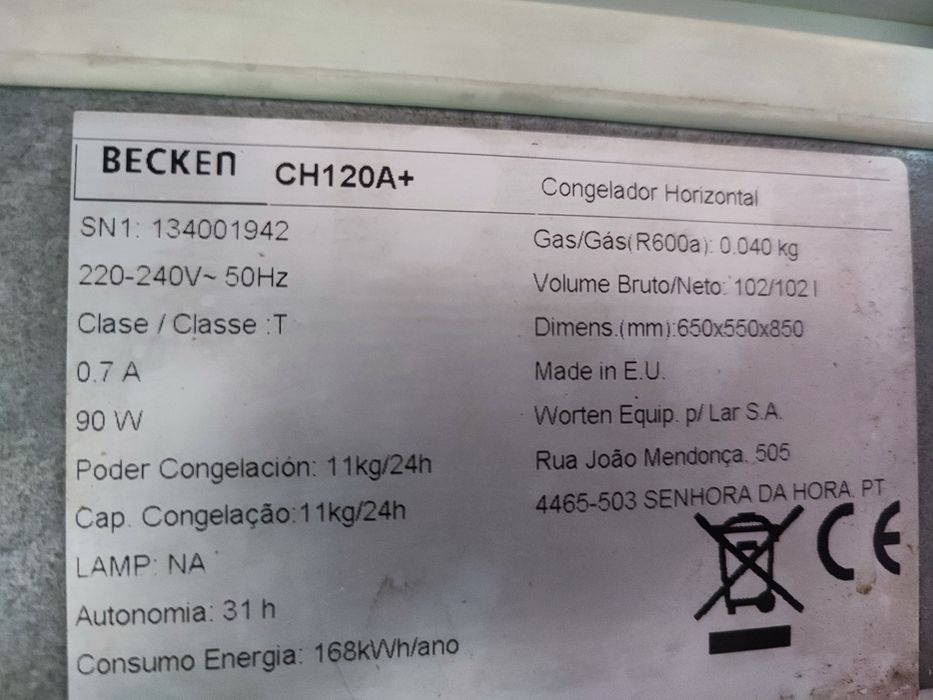 BECKEN CH120A+ Congelador Horizontal
SN1: 134001942
220-240V~ 50Hz
Clase / Classe :T
0.7 A
90 W
Poder Congelación: 11kg/24h
Cap. Congelação:11kg/24h
LAMP: NA
Autonomia: 31 h
Consumo Energia: 168kWh/ano
Gas/Gás(R600a): 0.040 kg
Volume Bruto/Neto: 102/102 l
Dimens.(mm):650x550x850
Made in E.U.
Worten Equip. p/ Lar S.A.
Rua João Mendonça. 505
4465-503 SENHORA DA HORA. PT
CE